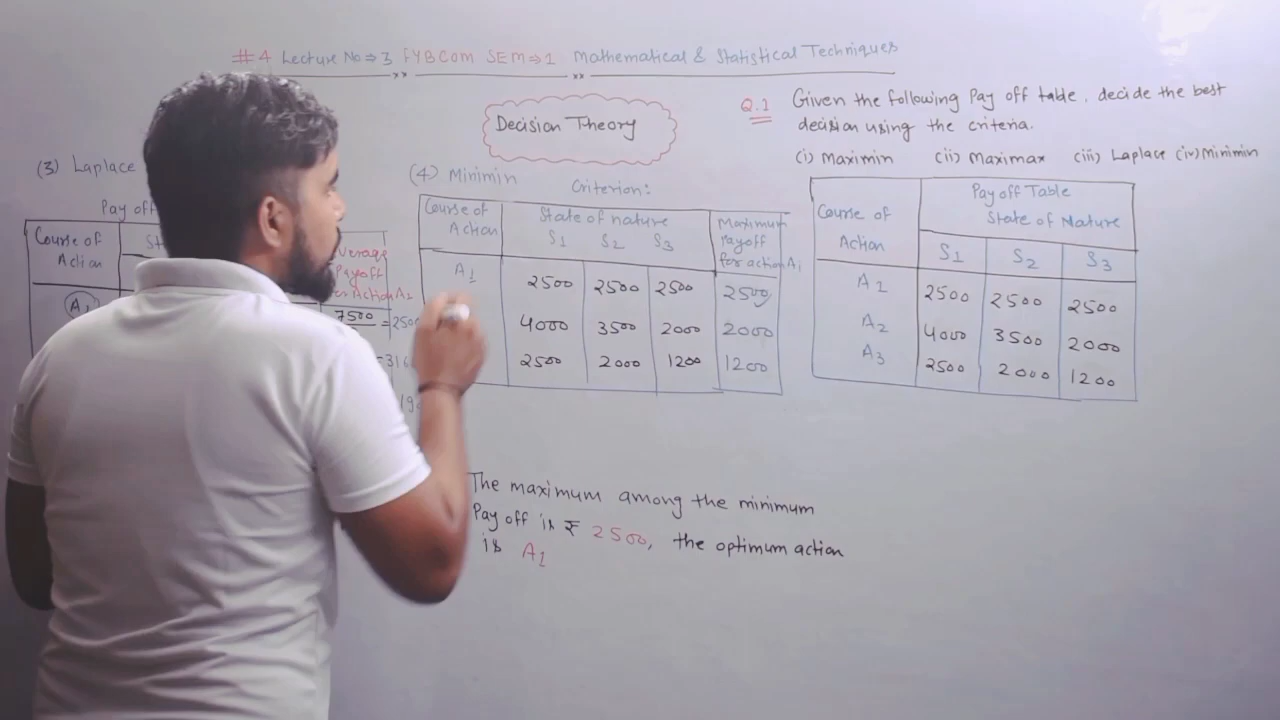 #4 Lecture No⇒3 FYBCOM SEM⇒1 Mathematical & Statistical Techniques
Decision Theory
Q.1 Given the following Pay off table, decide the best
decision using the criteria.
(i) Maximin (ii) Maximax (iii) Laplace (iv) Minimin
(3) Laplace
Pay off
Course of
Action
A1
Average
Payoff
7500 = 2500
(4) Minimin Criterion:
Course of Action State of nature Maximum Payoff for action Ai
S1 S2 S3
A1 2500 2500 2500 2500
4000 3500 2000 2000
2500 2000 1200 1200
The maximum among the minimum
Pay off is ₹ 2500, the optimum action
is A1
Course of Action Pay off Table
State of Nature
S1 S2 S3
A1 2500 2500 2500
A2 4000 3500 2000
A3 2500 2000 1200